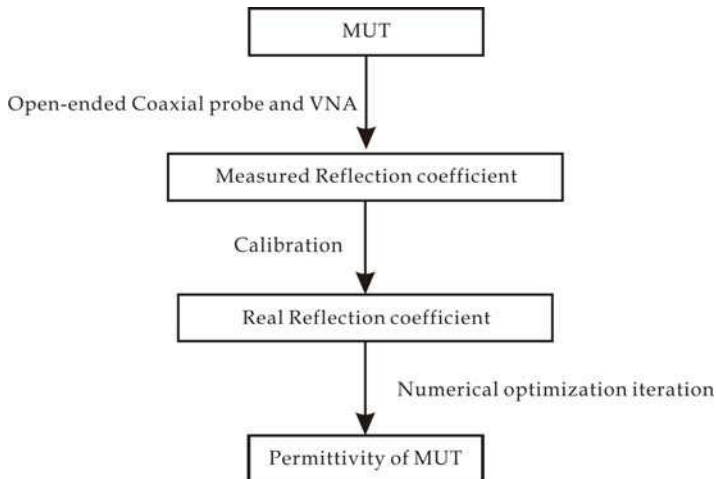 MUT
Open-ended Coaxial probe and VNA
Measured Reflection coefficient
Calibration
Real Reflection coefficient
Numerical optimization iteration
Permittivity of MUT